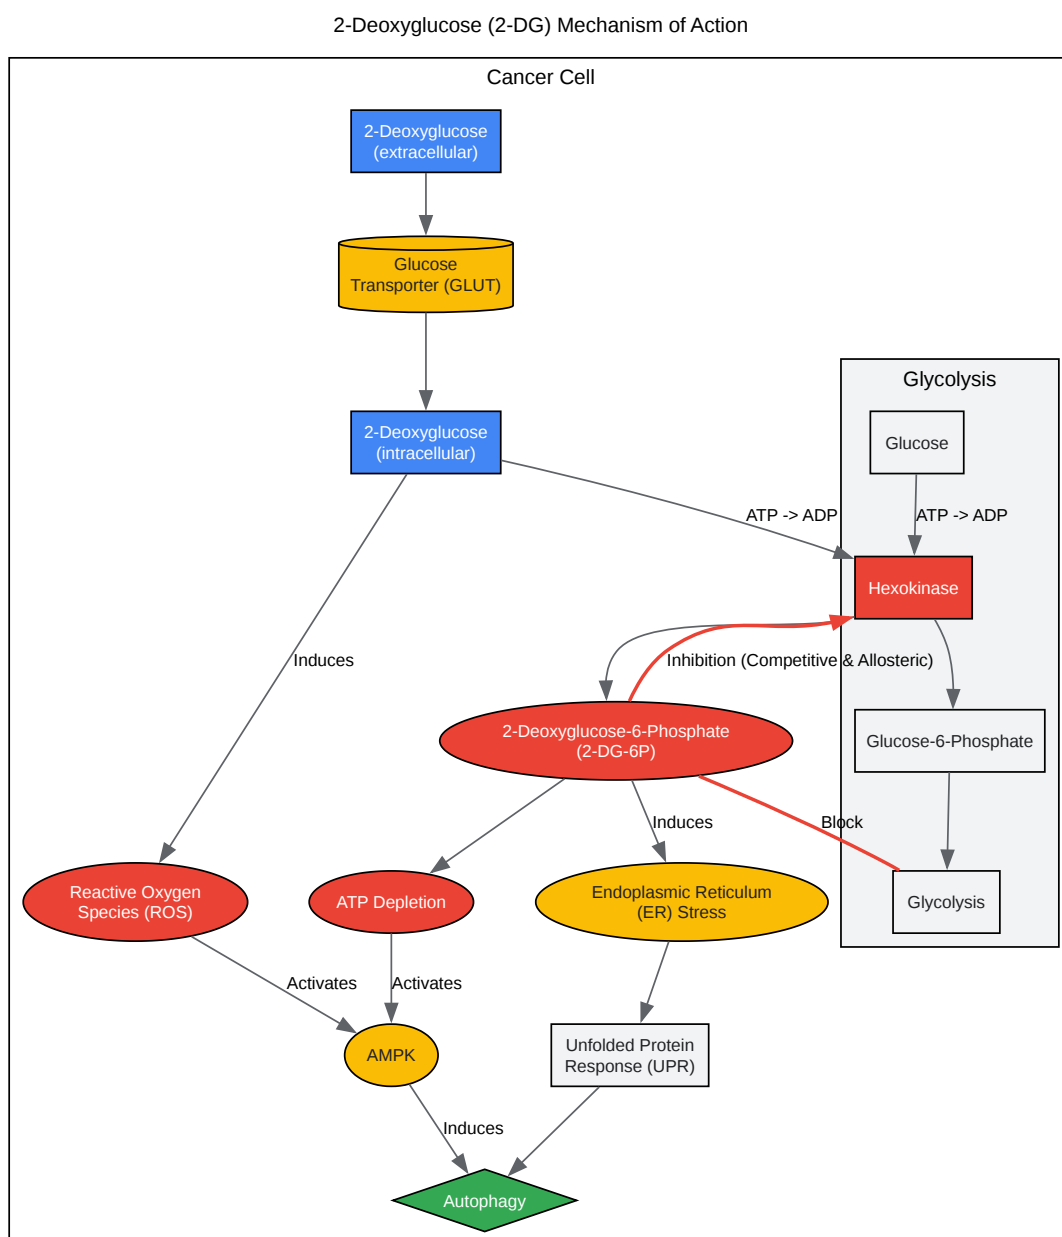 2-Deoxyglucose (2-DG) Mechanism of Action
Cancer Cell
2-Deoxyglucose
(extracellular)
Glucose
Transporter (GLUT)
Glycolysis
2-Deoxyglucose
(intracellular)
Glucose
ATP -> ADP
ATP -> ADP
Hexokinase
Induces
Inhibition (Competitive & Allosteric)
2-Deoxyglucose-6-Phosphate
(2-DG-6P)
Glucose-6-Phosphate
Induces
Block
Reactive Oxygen
Species (ROS)
ATP Depletion
Endoplasmic Reticulum
(ER) Stress
Glycolysis
Activates
Activates
AMPK
Unfolded Protein
Response (UPR)
Induces
Autophagy